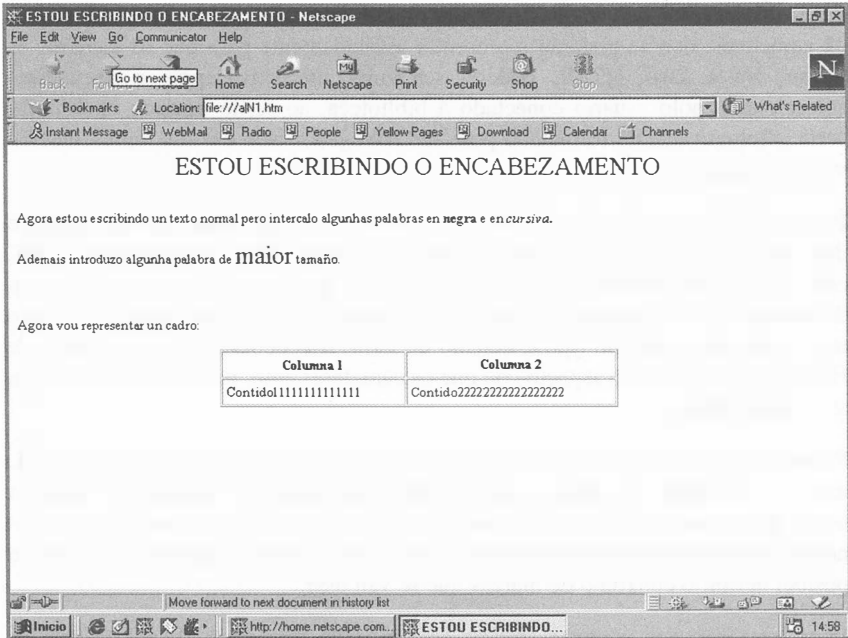 ESTOU ESCRIBINDO O ENCABEZAMENTO - Netscape
File Edit View Go Communicator Help
Back Home Search Netscape Print Security Shop Stop
Go to next page
Bookmarks Location: file:///a|N1.htm What's Related
Instant Message WebMail Radio People Yellow Pages Download Calendar Channels
ESTOU ESCRIBINDO O ENCABEZAMENTO
Agora estou escribindo un texto normal pero intercalo algunhas palabras en negra e en cursiva.
Ademais introduzo algunha palabra de maior tamaño.
Agora vou representar un cadro:
Columna 1 Columna 2
Contido11111111111111 Contido22222222222222222
Move forward to next document in history list
Inicio http://home.netscape.com... ESTOU ESCRIBINDO... 14:58